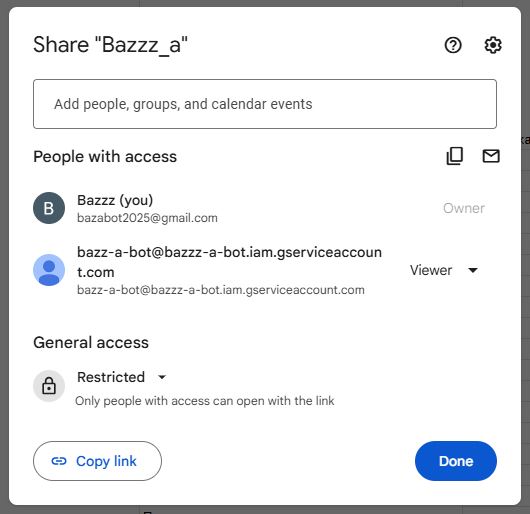 Share "Bazzz_a"
Add people, groups, and calendar events
People with access
B
Bazzz (you)
bazabot2025@gmail.com
Owner
bazz-a-bot@bazzz-a-bot.iam.gserviceaccoun
t.com
bazz-a-bot@bazzz-a-bot.iam.gserviceaccount.com
Viewer
General access
Restricted
Only people with access can open with the link
Copy link
Done